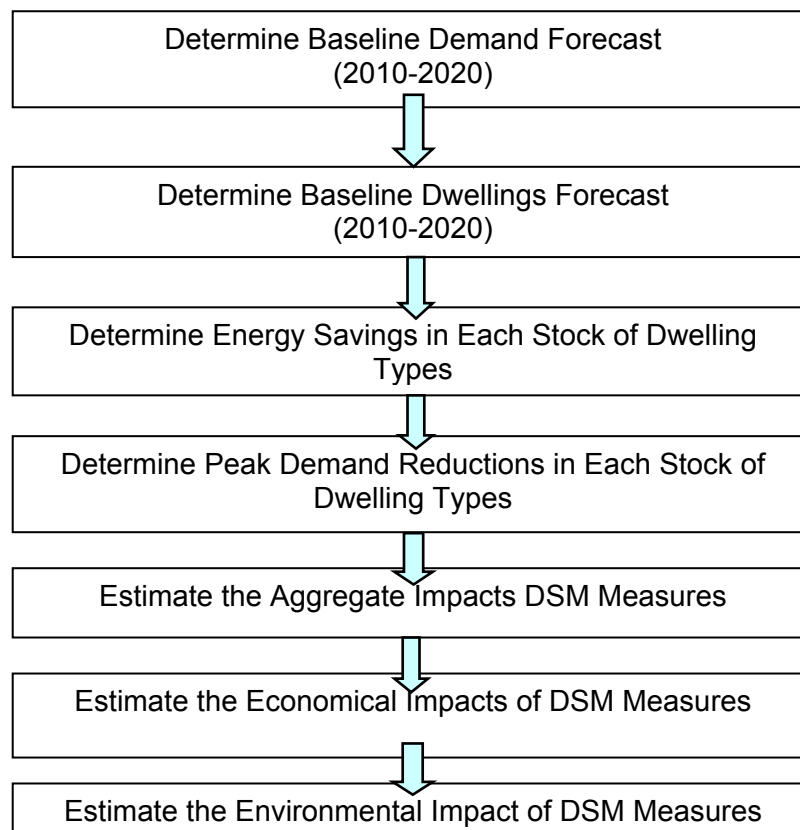 Determine Baseline Demand Forecast
(2010-2020)
Determine Baseline Dwellings Forecast
(2010-2020)
Determine Energy Savings in Each Stock of Dwelling
Types
Determine Peak Demand Reductions in Each Stock of
Dwelling Types
Estimate the Aggregate Impacts DSM Measures
Estimate the Economical Impacts of DSM Measures
Estimate the Environmental Impact of DSM Measures